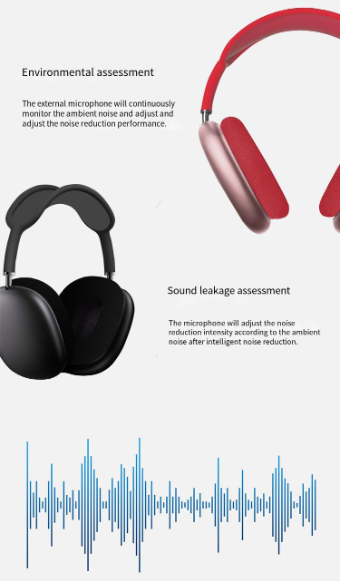 Environmental assessment
The external microphone will continuously
monitor the ambient noise and adjust and
adjust the noise reduction performance.
Sound leakage assessment
The microphone will adjust the noise
reduction intensity according to the ambient
noise after intelligent noise reduction.